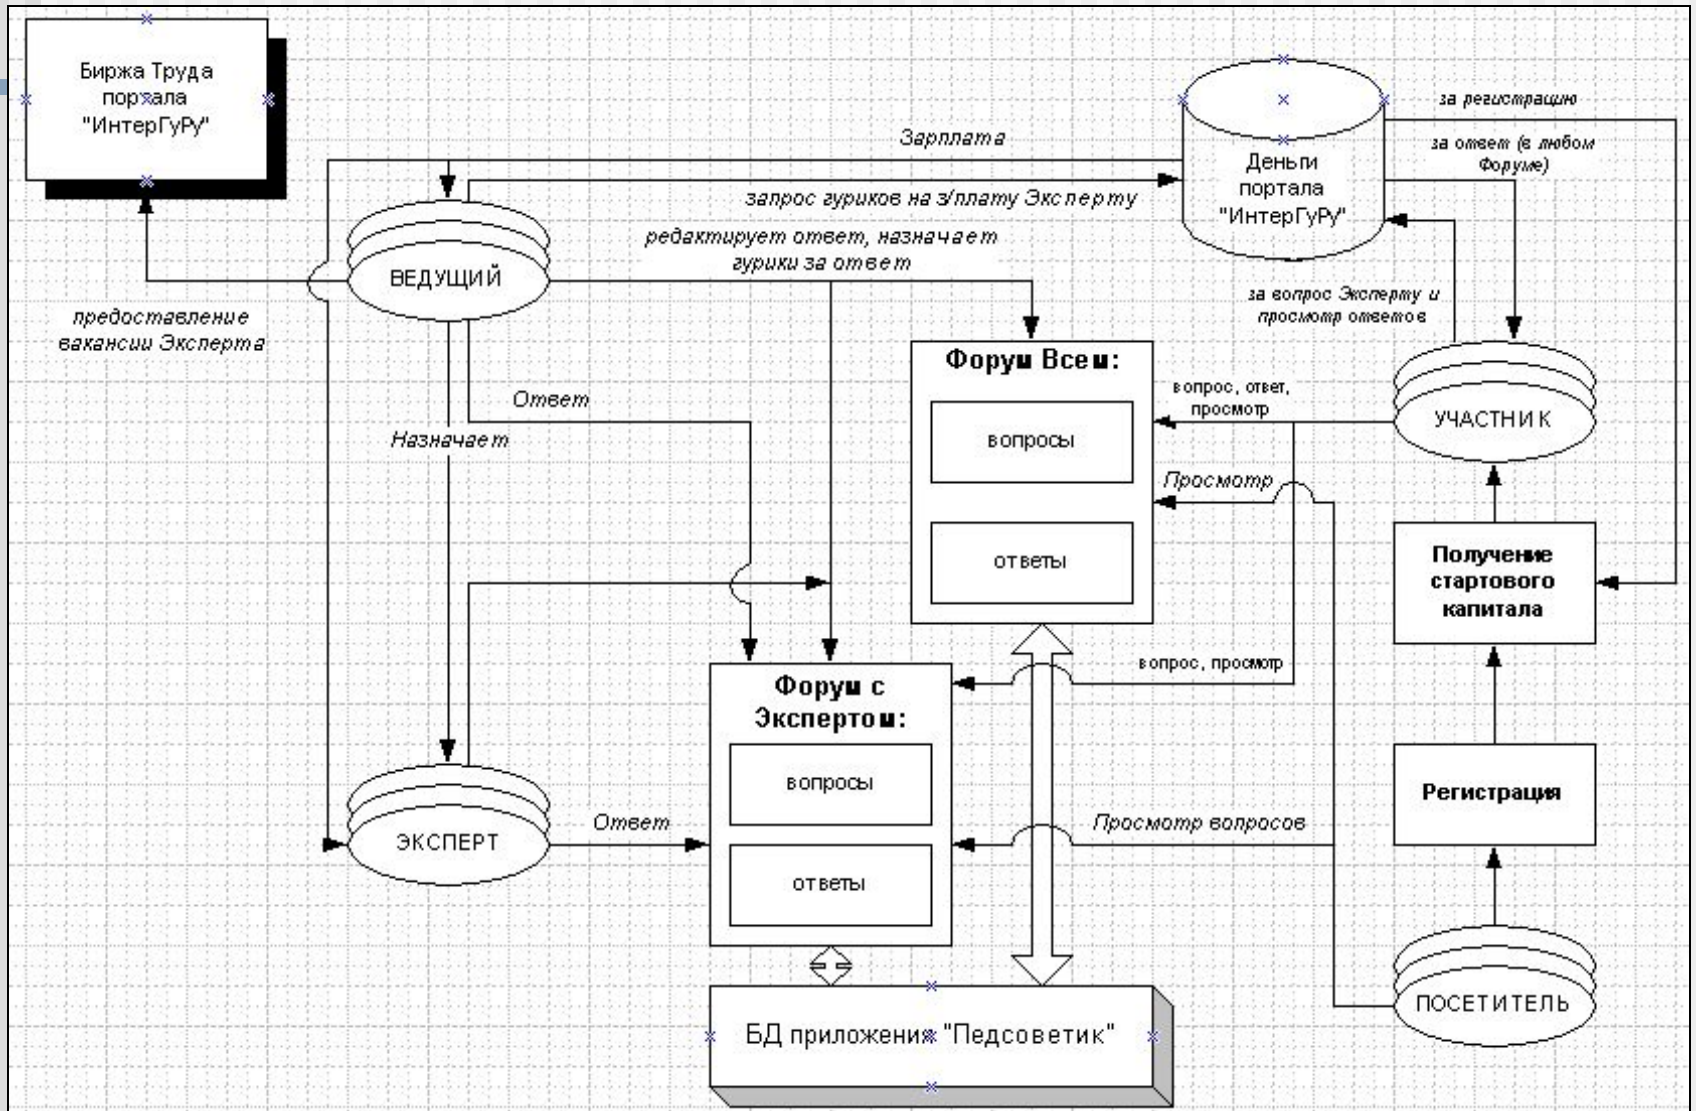 Биржа Труда
портала
"ИнтерГуРу"
за регистрацию
Зарплата
за ответ (в любом
Форуме)
Деньги
портала
"ИнтерГуРу"
запрос гуриков на з/плату Эксперту
редактирует ответ, назначает
гурики за ответ
ВЕДУЩИЙ
за вопрос Эксперту и
просмотр ответов
предоставление
вакансии Эксперта
Форум Всем:
вопрос, ответ,
просмотр
Ответ
УЧАСТНИК
Назначает
вопросы
Просмотр
ответы
Получение
стартового
капитала
вопрос, просмотр
Форум с
Экспертом:
вопросы
Регистрация
Ответ
Просмотр вопросов
ЭКСПЕРТ
ответы
ПОСЕТИТЕЛЬ
БД приложения "Педсоветик"